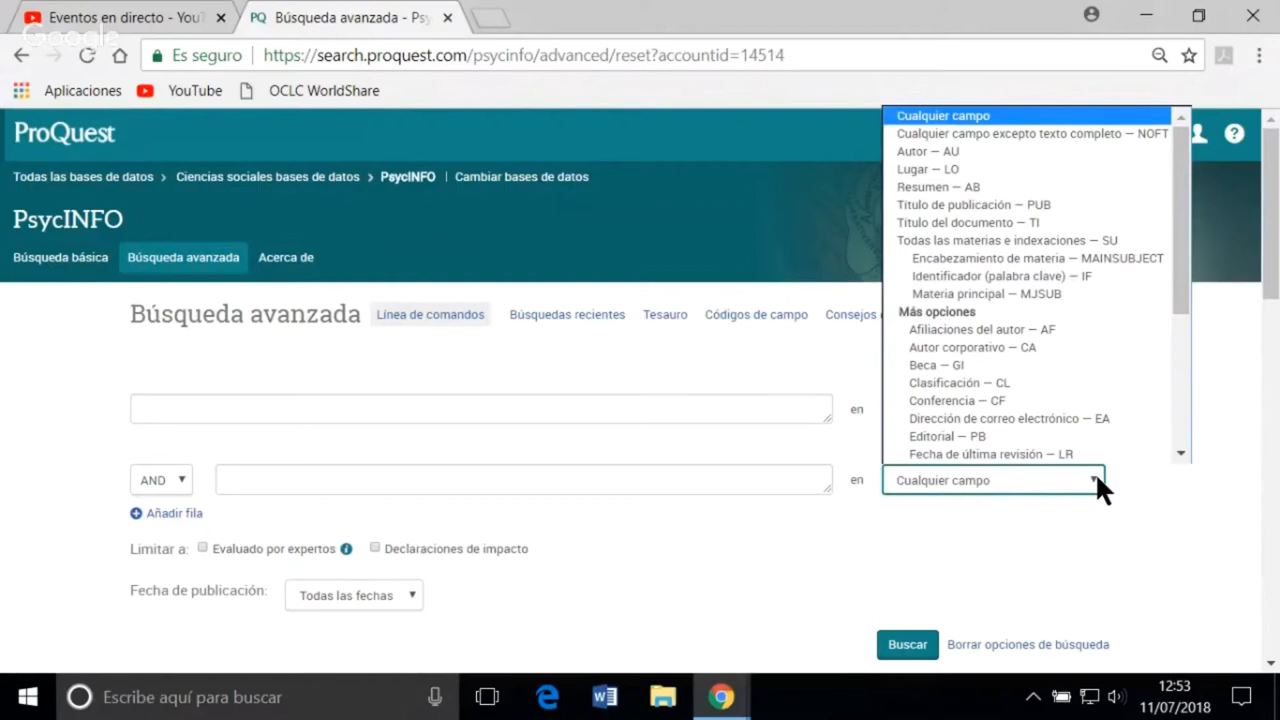 Eventos en directo - YouT
Búsqueda avanzada - Psy
Google
Es seguro
https://search.proquest.com/psycinfo/advanced/reset?accountid=14514
Aplicaciones
YouTube
OCLC WorldShare
ProQuest
Todas las bases de datos > Ciencias sociales bases de datos > PsycINFO | Cambiar bases de datos
PsycINFO
Búsqueda básica
Búsqueda avanzada
Acerca de
Búsqueda avanzada
Línea de comandos
Búsquedas recientes
Tesauro
Códigos de campo
Consejos
en
AND
en
Cualquier campo
Cualquier campo
Cualquier campo excepto texto completo — NOFT
Autor — AU
Lugar — LO
Resumen — AB
Título de publicación — PUB
Título del documento — TI
Todas las materias e indexaciones — SU
Encabezamiento de materia — MAINSUBJECT
Identificador (palabra clave) — IF
Materia principal — MJSUB
Más opciones
Afiliaciones del autor — AF
Autor corporativo — CA
Beca — GI
Clasificación — CL
Conferencia — CF
Dirección de correo electrónico — EA
Editorial — PB
Fecha de última revisión — LR
Añadir fila
Limitar a:
Evaluado por expertos
Declaraciones de impacto
Fecha de publicación:
Todas las fechas
Buscar
Borrar opciones de búsqueda
Escribe aquí para buscar
12:53
11/07/2018